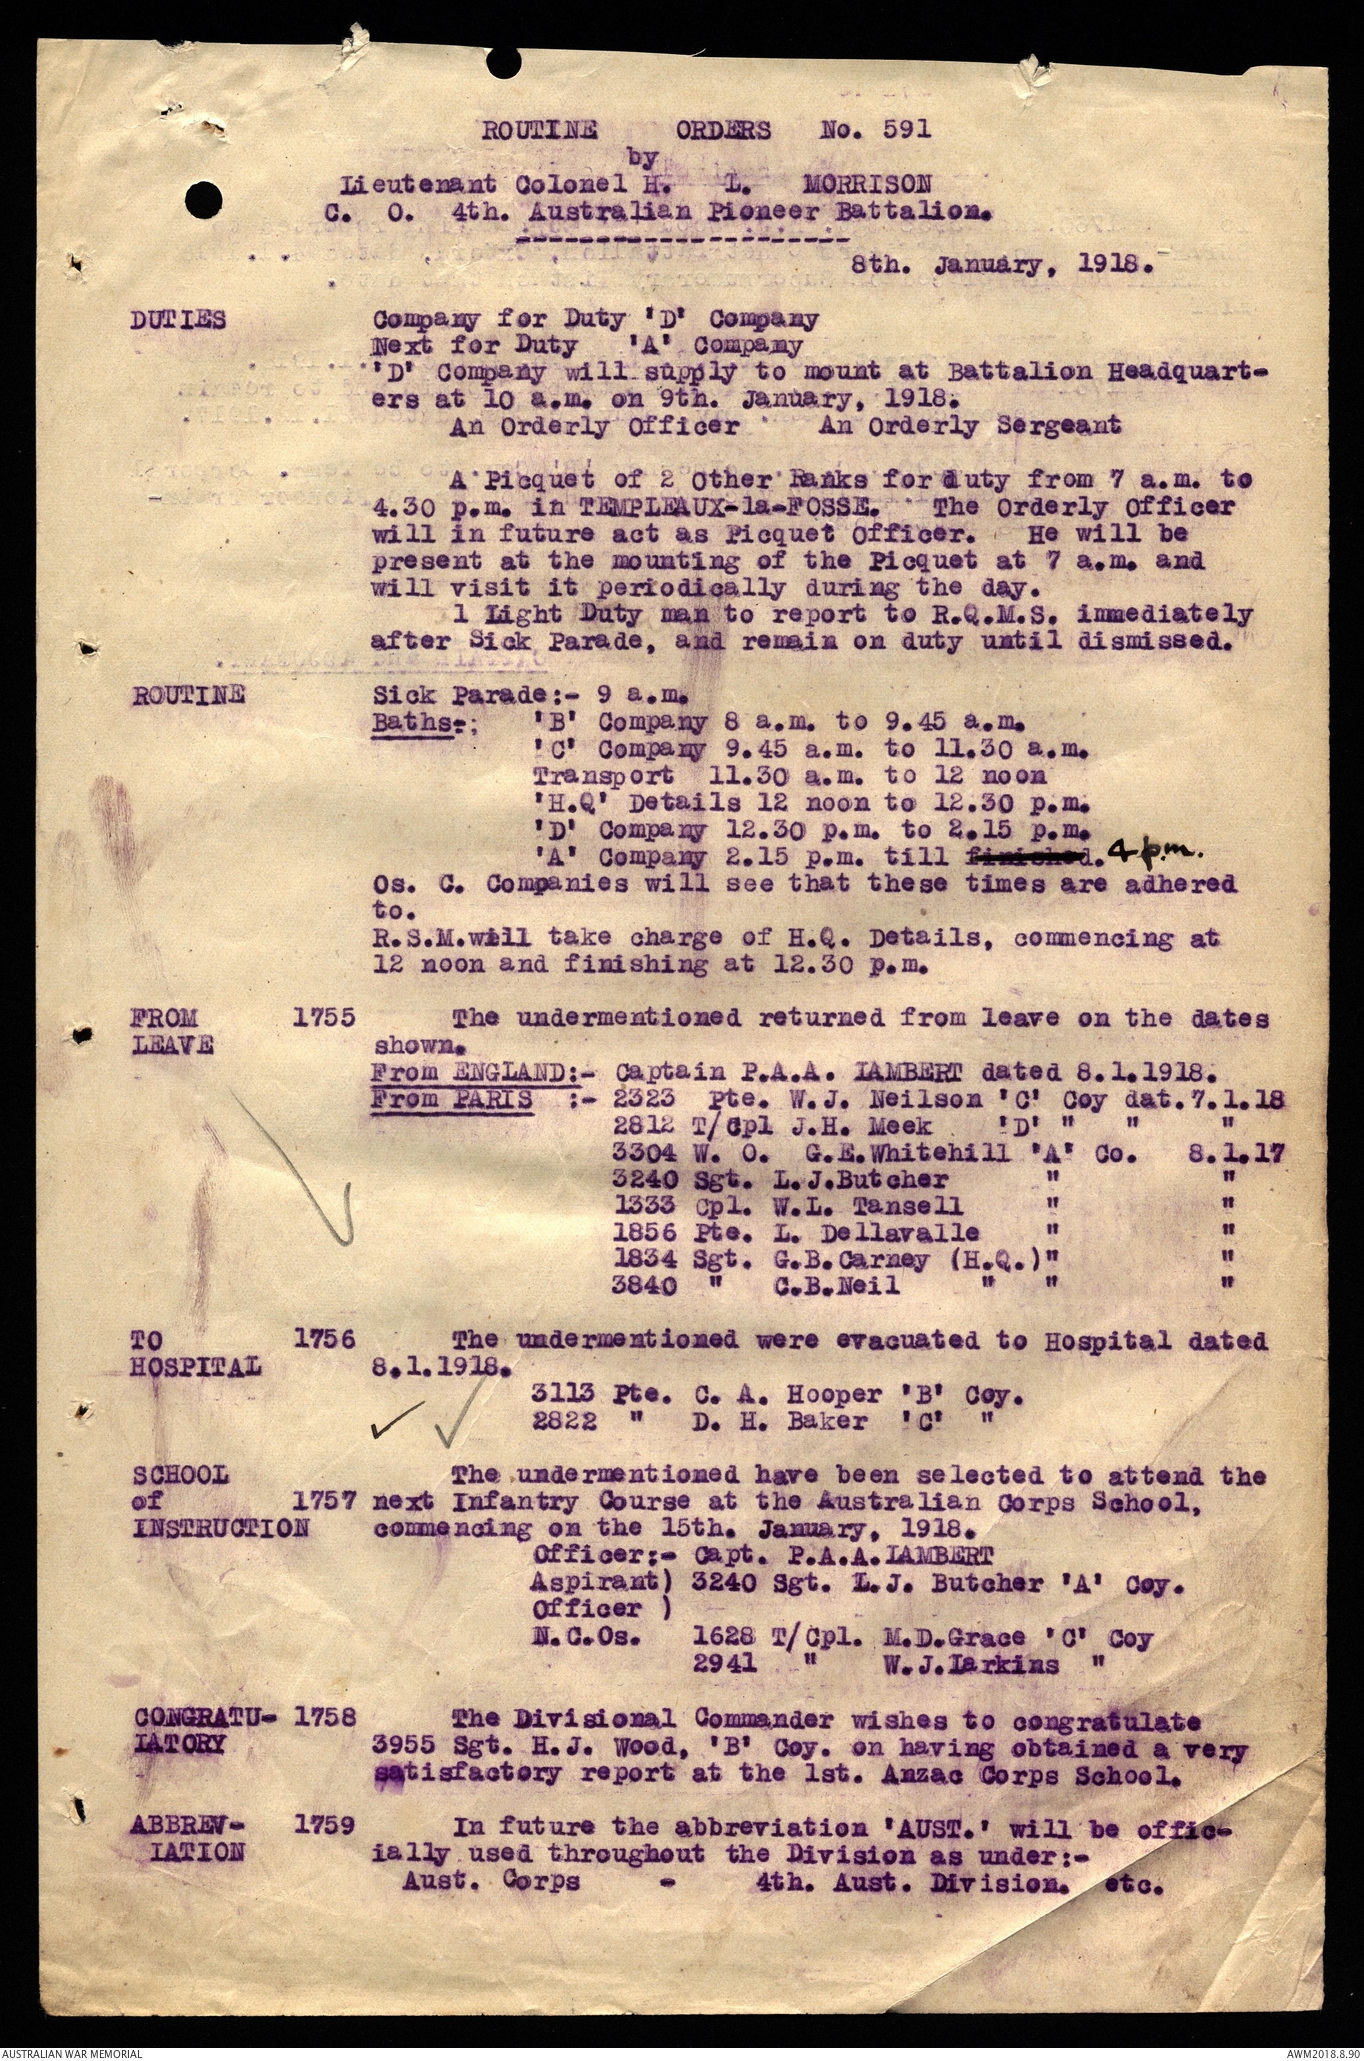 ROUTINE ORDERS No. 591
by
Lieutenant Colonel H. L. MORRISON
C. O. 4th. Australian Pioneer Battalion.
8th. January, 1918.
DUTIES Company for Duty 'D' Company
Next for Duty 'A' Company
'D' Company will supply to mount at Battalion Headquart-
ers at 10 a.m. on 9th. January, 1918.
An Orderly Officer An Orderly Sergeant
A Picquet of 2 Other Ranks for duty from 7 a.m. to
4.30 p.m. in TEMPLEAUX-la-FOSSE. The Orderly Officer
will in future act as Picquet Officer. He will be
present at the mounting of the Picquet at 7 a.m. and
will visit it periodically during the day.
1 Light Duty man to report to R.Q.M.S. immediately
after Sick Parade, and remain on duty until dismissed.
ROUTINE Sick Parade:- 9 a.m.
Baths-: 'B' Company 8 a.m. to 9.45 a.m.
'C' Company 9.45 a.m. to 11.30 a.m.
Transport 11.30 a.m. to 12 noon
'H.Q' Details 12 noon to 12.30 p.m.
'D' Company 12.30 p.m. to 2.15 p.m.
'A' Company 2.15 p.m. till finished. 4 p.m.
Os. C. Companies will see that these times are adhered
to.
R.S.M.will take charge of H.Q. Details, commencing at
12 noon and finishing at 12.30 p.m.
FROM 1755 The undermentioned returned from leave on the dates
LEAVE shown.
From ENGLAND:- Captain P.A.A. LAMBERT dated 8.1.1918.
From PARIS :- 2323 Pte. W.J. Neilson 'C' Coy dat.7.1.18
2812 T/Cpl J.H. Meek 'D' " " "
3304 W. O. G.E.Whitehill 'A' Co. 8.1.17
3240 Sgt. L.J.Butcher " "
1333 Cpl. W.L. Tansell " "
1856 Pte. L. Dellavalle " "
1834 Sgt. G.B.Carney (H.Q.)" "
3840 " C.B.Neil " " "
TO 1756 The undermentioned were evacuated to Hospital dated
HOSPITAL 8.1.1918.
3113 Pte. C. A. Hooper 'B' Coy.
2822 " D. H. Baker 'C' "
SCHOOL The undermentioned have been selected to attend the
of 1757 next Infantry Course at the Australian Corps School,
INSTRUCTION commencing on the 15th. January, 1918.
Officer:- Capt. P.A.A.LAMBERT
Aspirant) 3240 Sgt. L.J. Butcher 'A' Coy.
Officer )
N.C.Os. 1628 T/Cpl. M.D.Grace 'C' Coy
2941 " W.J.Larkins "
CONGRATU- 1758 The Divisional Commander wishes to congratulate
LATORY 3955 Sgt. H.J. Wood, 'B' Coy. on having obtained a very
satisfactory report at the 1st. Anzac Corps School.
ABBREV- 1759 In future the abbreviation 'AUST.' will be offic-
IATION ially used throughout the Division as under:-
Aust. Corps - 4th. Aust. Division. etc.
AUSTRALIAN WAR MEMORIAL AWM2018.8.90